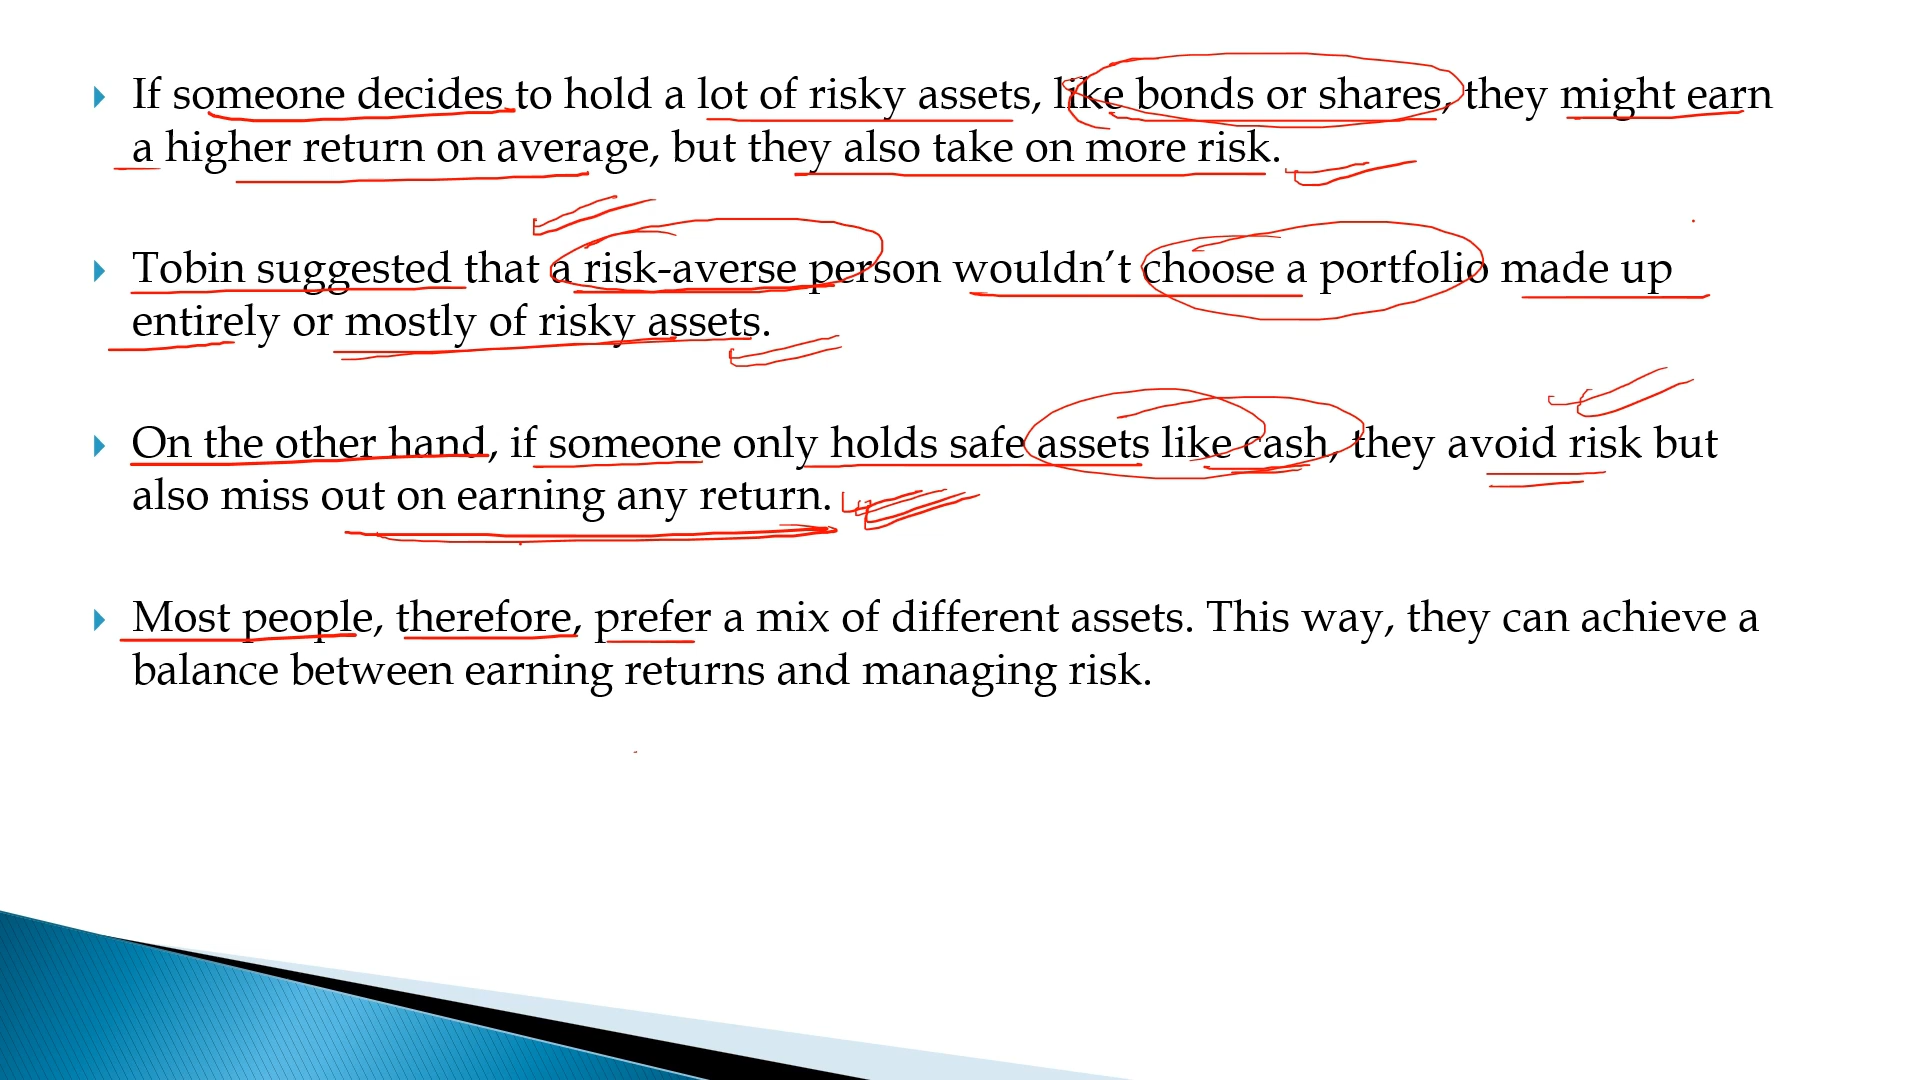 If someone decides to hold a lot of risky assets, like bonds or shares, they might earn
a higher return on average, but they also take on more risk.
Tobin suggested that a risk-averse person wouldn’t choose a portfolio made up
entirely or mostly of risky assets.
On the other hand, if someone only holds safe assets like cash, they avoid risk but
also miss out on earning any return.
Most people, therefore, prefer a mix of different assets. This way, they can achieve a
balance between earning returns and managing risk.